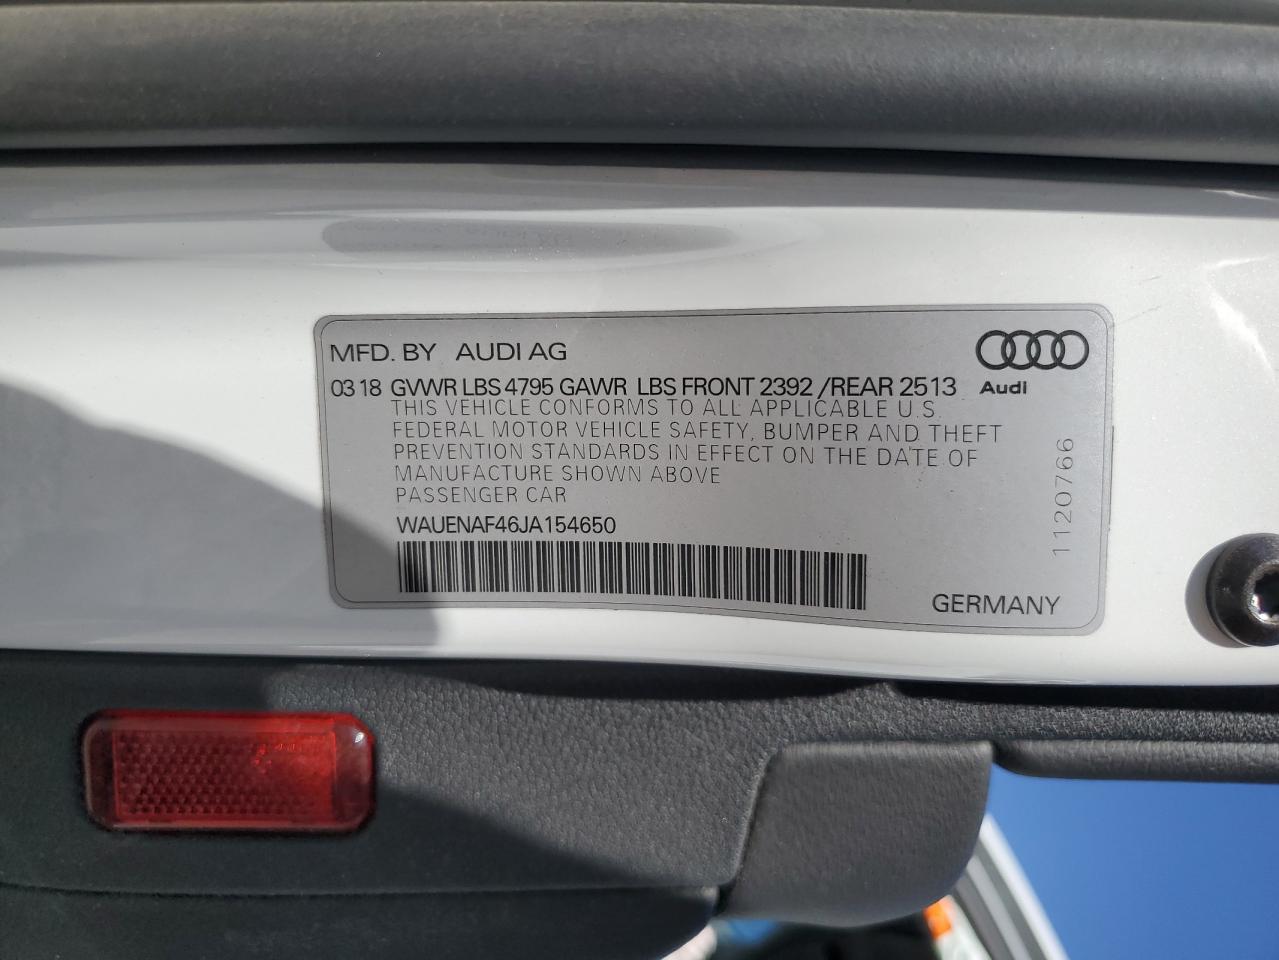 MFD. BY AUDI AG
03 18 GVWR LBS 4795 GAWR LBS FRONT 2392 /REAR 2513
Audi
THIS VEHICLE CONFORMS TO ALL APPLICABLE U.S.
FEDERAL MOTOR VEHICLE SAFETY, BUMPER AND THEFT
PREVENTION STANDARDS IN EFFECT ON THE DATE OF
MANUFACTURE SHOWN ABOVE
PASSENGER CAR
WAUENAF46JA154650
GERMANY
1120766